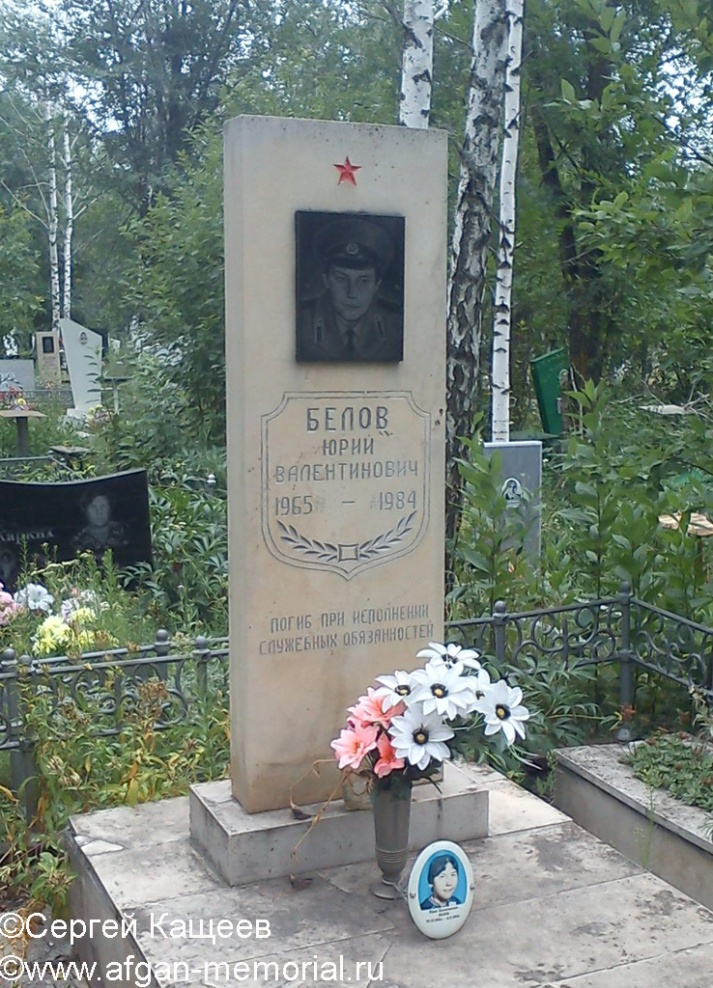 БЕЛОВ
ЮРИЙ
ВАЛЕНТИНОВИЧ
1965 — 1984
ПОГИБ ПРИ ИСПОЛНЕНИИ
СЛУЖЕБНЫХ ОБЯЗАННОСТЕЙ
©Сергей Кащеев
©www.afgan-memorial.ru